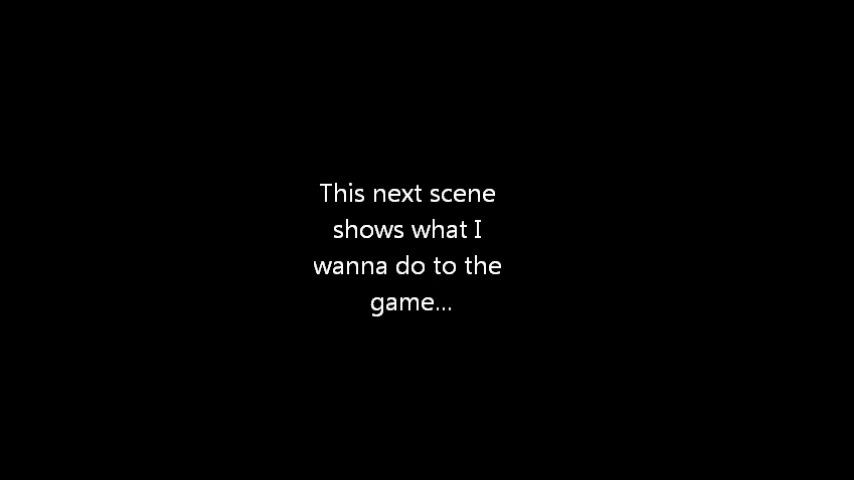 This next scene
shows what I
wanna do to the
game...